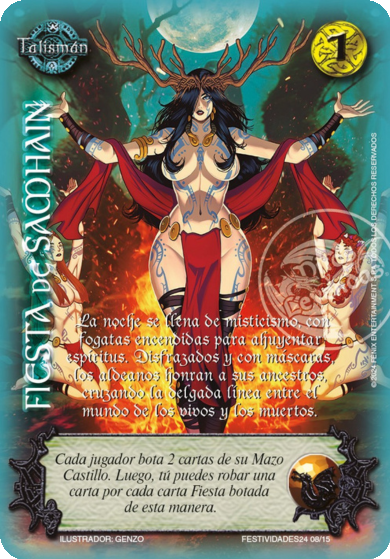 Talismán
1
FIESTA DE SAMHAIN
La noche se llena de misticismo, con
fogatas encendidas para ahuyentar
espíritus. Disfrazados y con máscaras,
los aldeanos honran a sus ancestros,
cruzando la delgada línea entre el
mundo de los vivos y los muertos.
Cada jugador bota 2 cartas de su Mazo
Castillo. Luego, tú puedes robar una
carta por cada carta Fiesta botada
de esta manera.
ILUSTRADOR: GENZO
FESTIVIDADES24 08/15